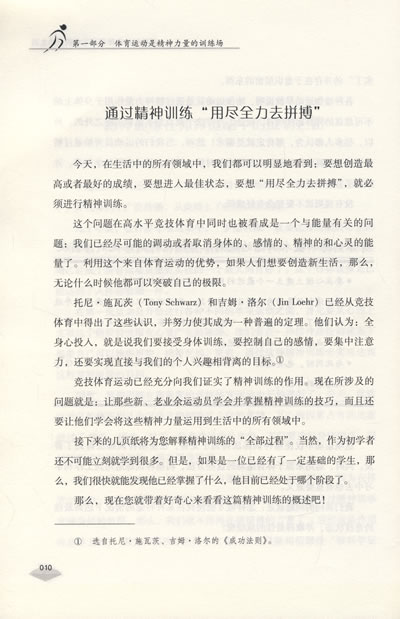 第一部分 体育运动是精神力量的训练场
通过精神训练“用尽全力去拼搏”
今天，在生活中的所有领域中，我们都可以明显地看到：要想创造最
高或者最好的成绩，要想进入最佳状态，要想“用尽全力去拼搏”，就必
须进行精神训练。
这个问题在高水平竞技体育中同时也被看成是一个与能量有关的问
题：我们已经尽可能的调动或者取消身体的、感情的、精神的和心灵的能
量了。利用这个来自体育运动的优势，如果人们想要创造新生活，那么，
无论什么时候他都可以突破自己的极限。
托尼·施瓦茨（Tony Schwarz）和吉姆·洛尔（Jin Loehr）已经从竞技
体育中得出了这些认识，并努力使其成为一种普遍的定理。他们认为：全
身心投入，就是说我们要接受身体训练，要控制自己的感情，要集中注意
力，还要实现直接与我们的个人兴趣相背离的目标。①
竞技体育运动已经充分向我们证实了精神训练的作用。现在所涉及的
问题就是：让那些新、老业余运动员学会并掌握精神训练的技巧，而且还
要让他们学会将这些精神力量运用到生活中的所有领域中。
接下来的几页纸将为您解释精神训练的“全部过程”。当然，作为初学者
还不可能立刻就学到很多。但是，如果是一位已经有了一定基础的学生，那
么，我们很快就能发现他已经掌握了什么，他目前已经处于哪个阶段了。
那么，现在您就带着好奇心来看看这篇精神训练的概述吧！
① 选自托尼·施瓦茨、吉姆·洛尔的《成功法则》。
010